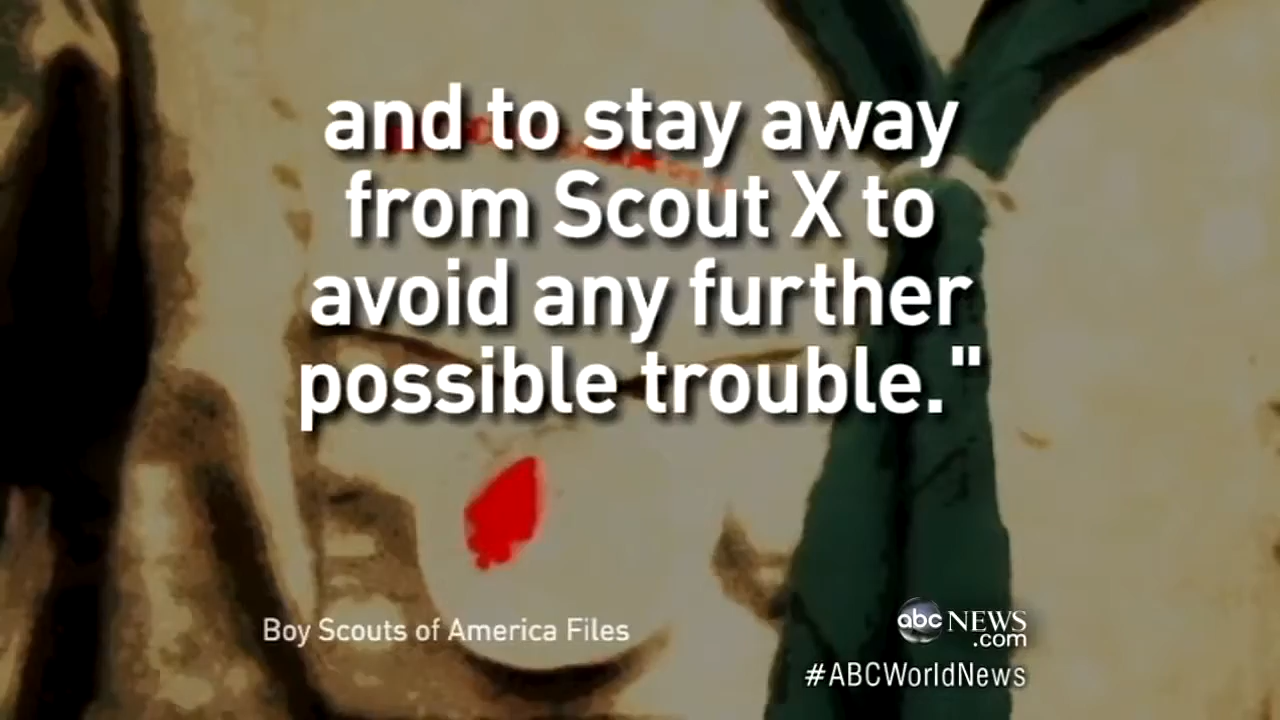 and to stay away
from Scout X to
avoid any further
possible trouble."
Boy Scouts of America Files
abc NEWS
.com
#ABCWorldNews